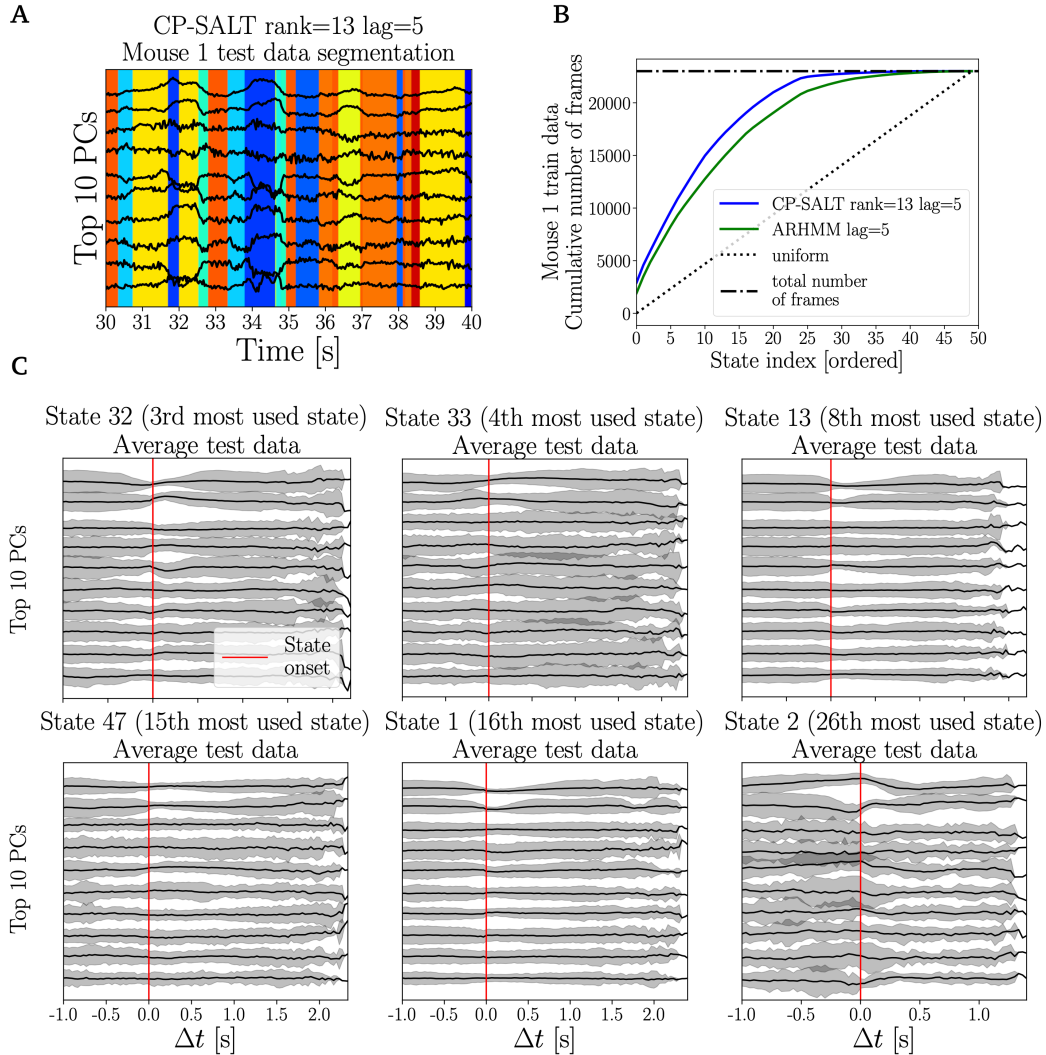 A
CP-SALT rank=13 lag=5
Mouse 1 test data segmentation
Top 10 PCs
30 31 32 33 34 35 36 37 38 39 40
Time [s]
B
Mouse 1 train data
Cumulative number of frames
20000
15000
10000
5000
0
CP-SALT rank=13 lag=5
ARHMM lag=5
uniform
total number
of frames
0 5 10 15 20 25 30 35 40 45 50
State index [ordered]
C
State 32 (3rd most used state)
Average test data
State 33 (4th most used state)
Average test data
State 13 (8th most used state)
Average test data
Top 10 PCs
State
onset
State 47 (15th most used state)
Average test data
State 1 (16th most used state)
Average test data
State 2 (26th most used state)
Average test data
Top 10 PCs
-1.0 -0.5 0.0 0.5 1.0 1.5 2.0
Δt [s]
-1.0 -0.5 0.0 0.5 1.0 1.5 2.0
Δt [s]
-1.0 -0.5 0.0 0.5 1.0
Δt [s]